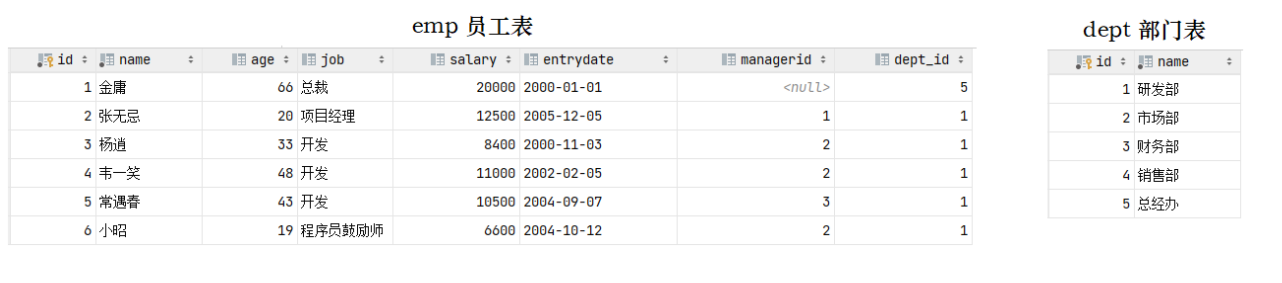 emp 员工表
dept 部门表
id name age job salary entrydate managerid dept_id
1 金庸 66 总裁 20000 2000-01-01 <null> 5
2 张无忌 20 项目经理 12500 2005-12-05 1 1
3 杨逍 33 开发 8400 2000-11-03 2 1
4 韦一笑 48 开发 11000 2002-02-05 2 1
5 常遇春 43 开发 10500 2004-09-07 3 1
6 小昭 19 程序员鼓励师 6600 2004-10-12 2 1
id name
1 研发部
2 市场部
3 财务部
4 销售部
5 总经办